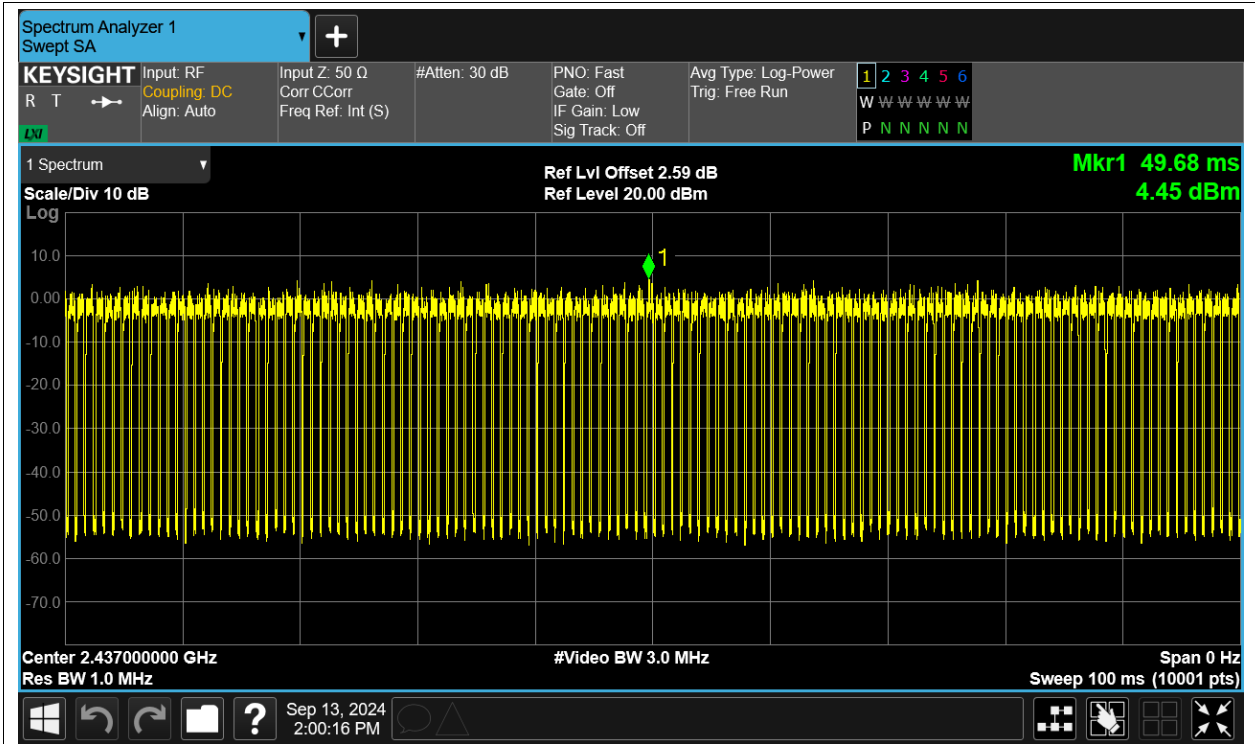 Spectrum Analyzer 1
Swept SA
KEYSIGHT
R T
LXI
Input: RF
Coupling: DC
Align: Auto
Input Z: 50 Ω
Corr CCorr
Freq Ref: Int (S)
#Atten: 30 dB
PNO: Fast
Gate: Off
IF Gain: Low
Sig Track: Off
Avg Type: Log-Power
Trig: Free Run
1 2 3 4 5 6
W W W W W W
P N N N N N
1 Spectrum
Scale/Div 10 dB
Ref Lvl Offset 2.59 dB
Ref Level 20.00 dBm
Mkr1 49.68 ms
4.45 dBm
Log
1
10.0
0.00
-10.0
-20.0
-30.0
-40.0
-50.0
-60.0
-70.0
Center 2.437000000 GHz
Res BW 1.0 MHz
#Video BW 3.0 MHz
Span 0 Hz
Sweep 100 ms (10001 pts)
?
Sep 13, 2024
2:00:16 PM